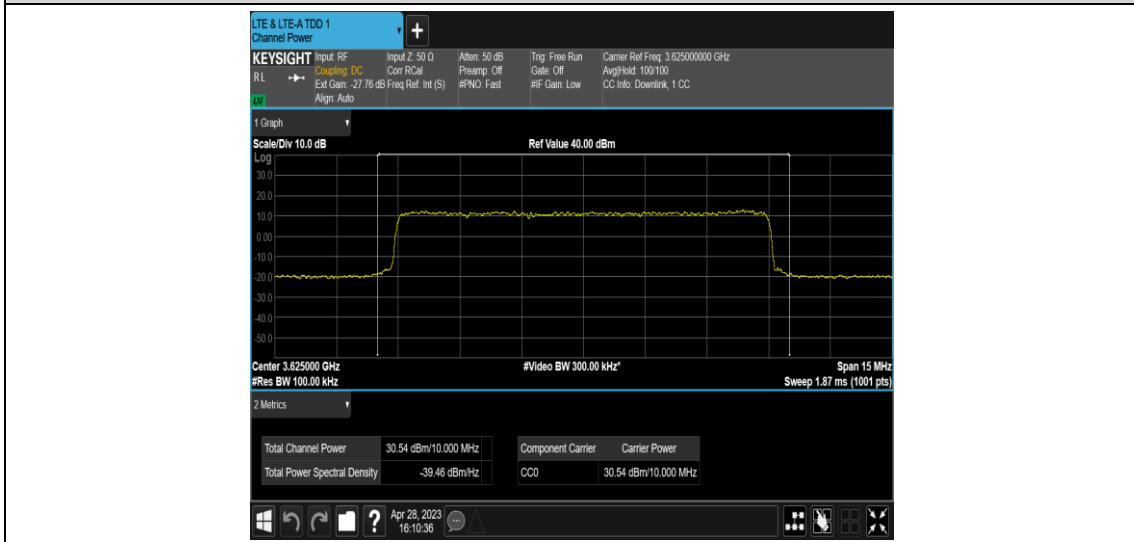 LTE & LTE-A TDD 1
Channel Power
KEYSIGHT
RL
LXI
Input: RF
Coupling: DC
Ext Gain: -27.76 dB
Align: Auto
Input Z: 50 Ω
Corr RCal
Freq Ref: Int (S)
Atten: 50 dB
Preamp: Off
#PNO: Fast
Trig: Free Run
Gate: Off
#IF Gain: Low
Carrier Ref Freq: 3.625000000 GHz
Avg|Hold: 100/100
CC Info: Downlink, 1 CC
1 Graph
Scale/Div 10.0 dB
Ref Value 40.00 dBm
Log
30.0
20.0
10.0
0.00
-10.0
-20.0
-30.0
-40.0
-50.0
Center 3.625000 GHz
#Video BW 300.00 kHz*
Span 15 MHz
#Res BW 100.00 kHz
Sweep 1.87 ms (1001 pts)
2 Metrics
Total Channel Power 30.54 dBm/10.000 MHz
Total Power Spectral Density -39.46 dBm/Hz
Component Carrier Carrier Power
CC0 30.54 dBm/10.000 MHz
?
Apr 28, 2023
16:10:36